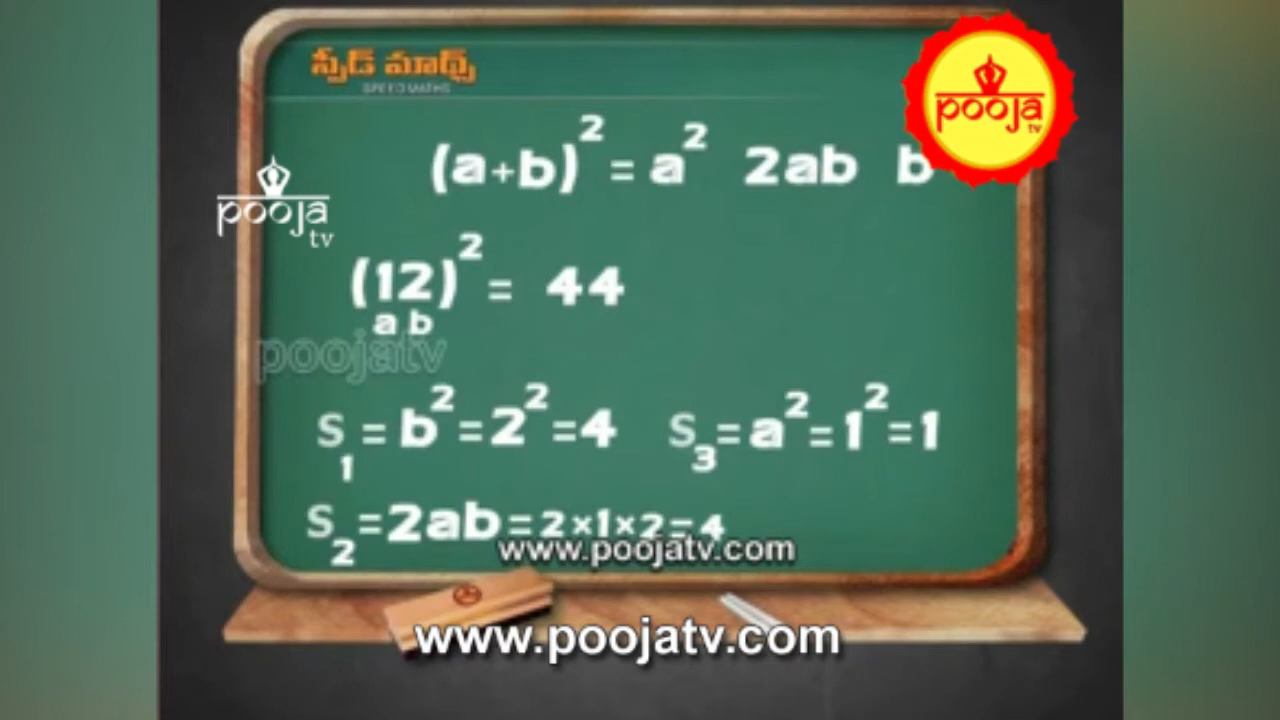 స్పీడ్ మాథ్స్
SPEED MATHS
pooja
tv
(a+b)² = a² 2ab b
pooja
tv
(12)² = 44
a b
poojatv
S₁ = b² = 2² = 4 S₃ = a² = 1² = 1
S₂ = 2ab = 2×1×2 = 4
www.poojatv.com
www.poojatv.com